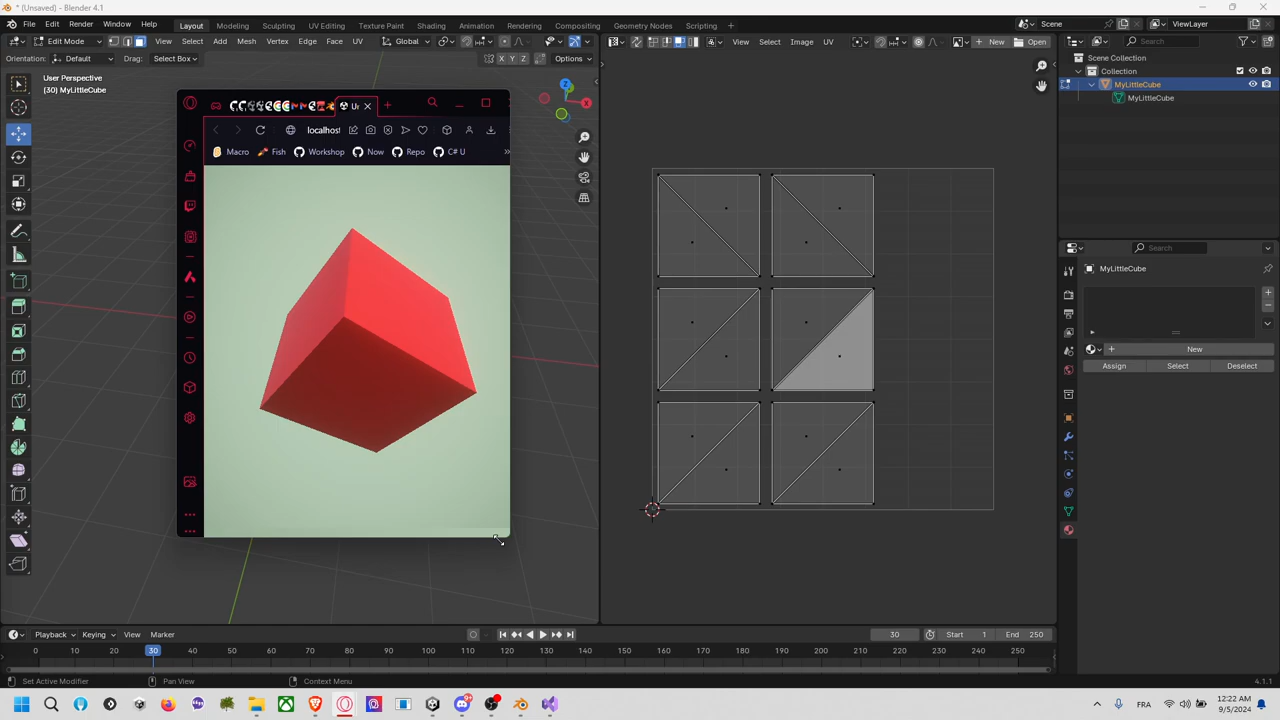 * (Unsaved) - Blender 4.1
File Edit Render Window Help Layout Modeling Sculpting UV Editing Texture Paint Shading Animation Rendering Compositing Geometry Nodes Scripting Scene ViewLayer
Edit Mode View Select Add Mesh Vertex Edge Face UV Global View Select Image UV New Open Search
Orientation: Default Drag: Select Box X Y Z Options
User Perspective
(30) MyLittleCube
Scene Collection
Collection
MyLittleCube
MyLittleCube
Z
X
localhos
Macro Fish Workshop Now Repo C# U »
Search
MyLittleCube
New
Assign Select Deselect
Playback Keying View Marker 30 Start 1 End 250
0 10 20 30 40 50 60 70 80 90 100 110 120 130 140 150 160 170 180 190 200 210 220 230 240 250
Set Active Modifier Pan View Context Menu 4.1.1
FRA 12:22 AM
9/5/2024